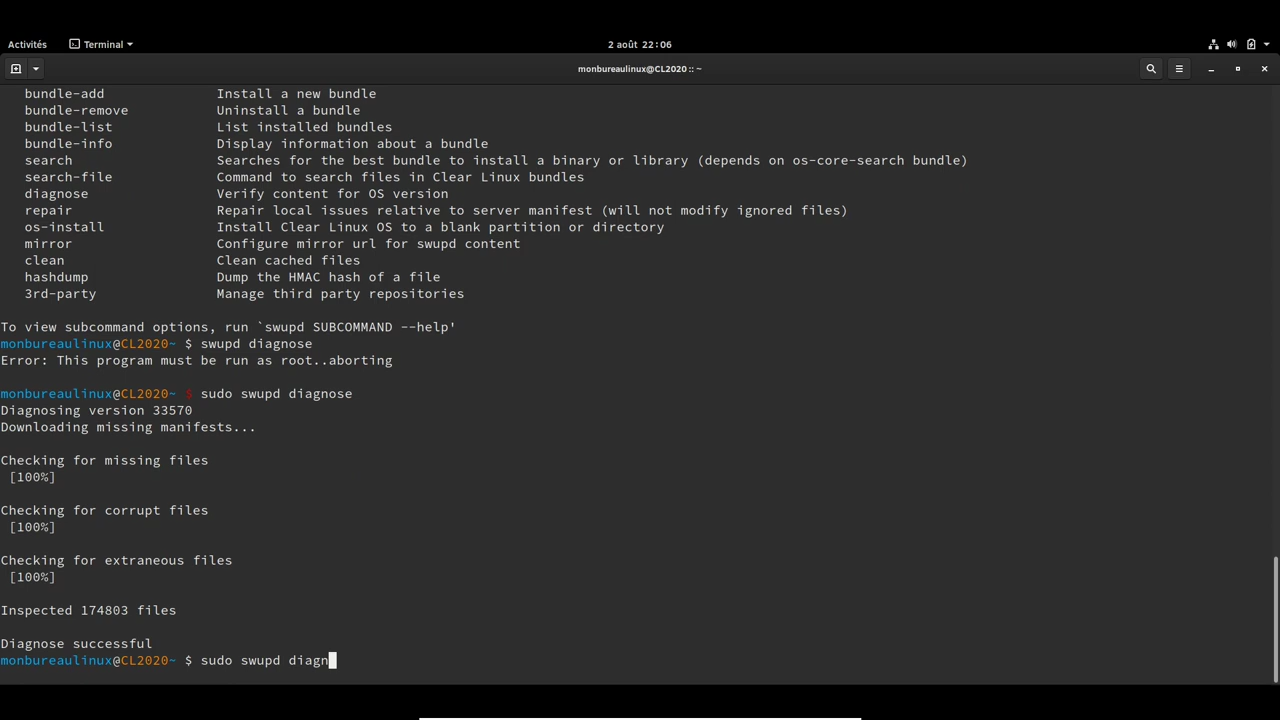 Activités
Terminal
2 août 22:06
monbureaulinux@CL2020 :: ~
bundle-add Install a new bundle
bundle-remove Uninstall a bundle
bundle-list List installed bundles
bundle-info Display information about a bundle
search Searches for the best bundle to install a binary or library (depends on os-core-search bundle)
search-file Command to search files in Clear Linux bundles
diagnose Verify content for OS version
repair Repair local issues relative to server manifest (will not modify ignored files)
os-install Install Clear Linux OS to a blank partition or directory
mirror Configure mirror url for swupd content
clean Clean cached files
hashdump Dump the HMAC hash of a file
3rd-party Manage third party repositories
To view subcommand options, run `swupd SUBCOMMAND --help'
monbureaulinux@CL2020~ $ swupd diagnose
Error: This program must be run as root..aborting
monbureaulinux@CL2020~ $ sudo swupd diagnose
Diagnosing version 33570
Downloading missing manifests...
Checking for missing files
[100%]
Checking for corrupt files
[100%]
Checking for extraneous files
[100%]
Inspected 174803 files
Diagnose successful
monbureaulinux@CL2020~ $ sudo swupd diagn